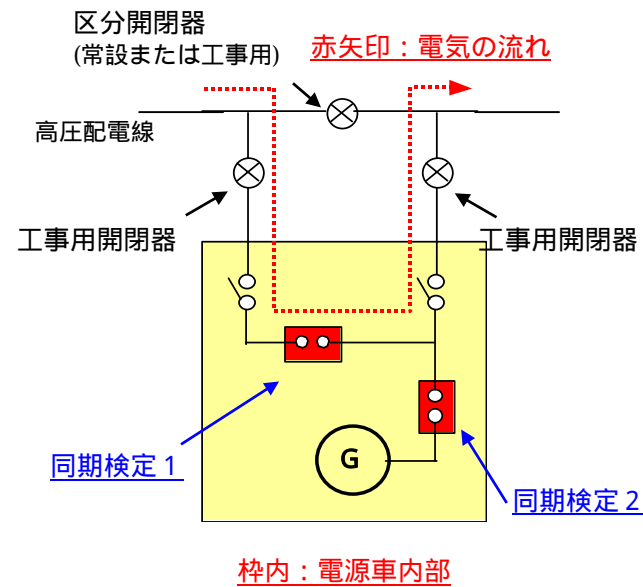 区分開閉器
(常設または工事用)
赤矢印：電気の流れ
高圧配電線
工事用開閉器
工事用開閉器
同期検定１
G
同期検定２
枠内：電源車内部